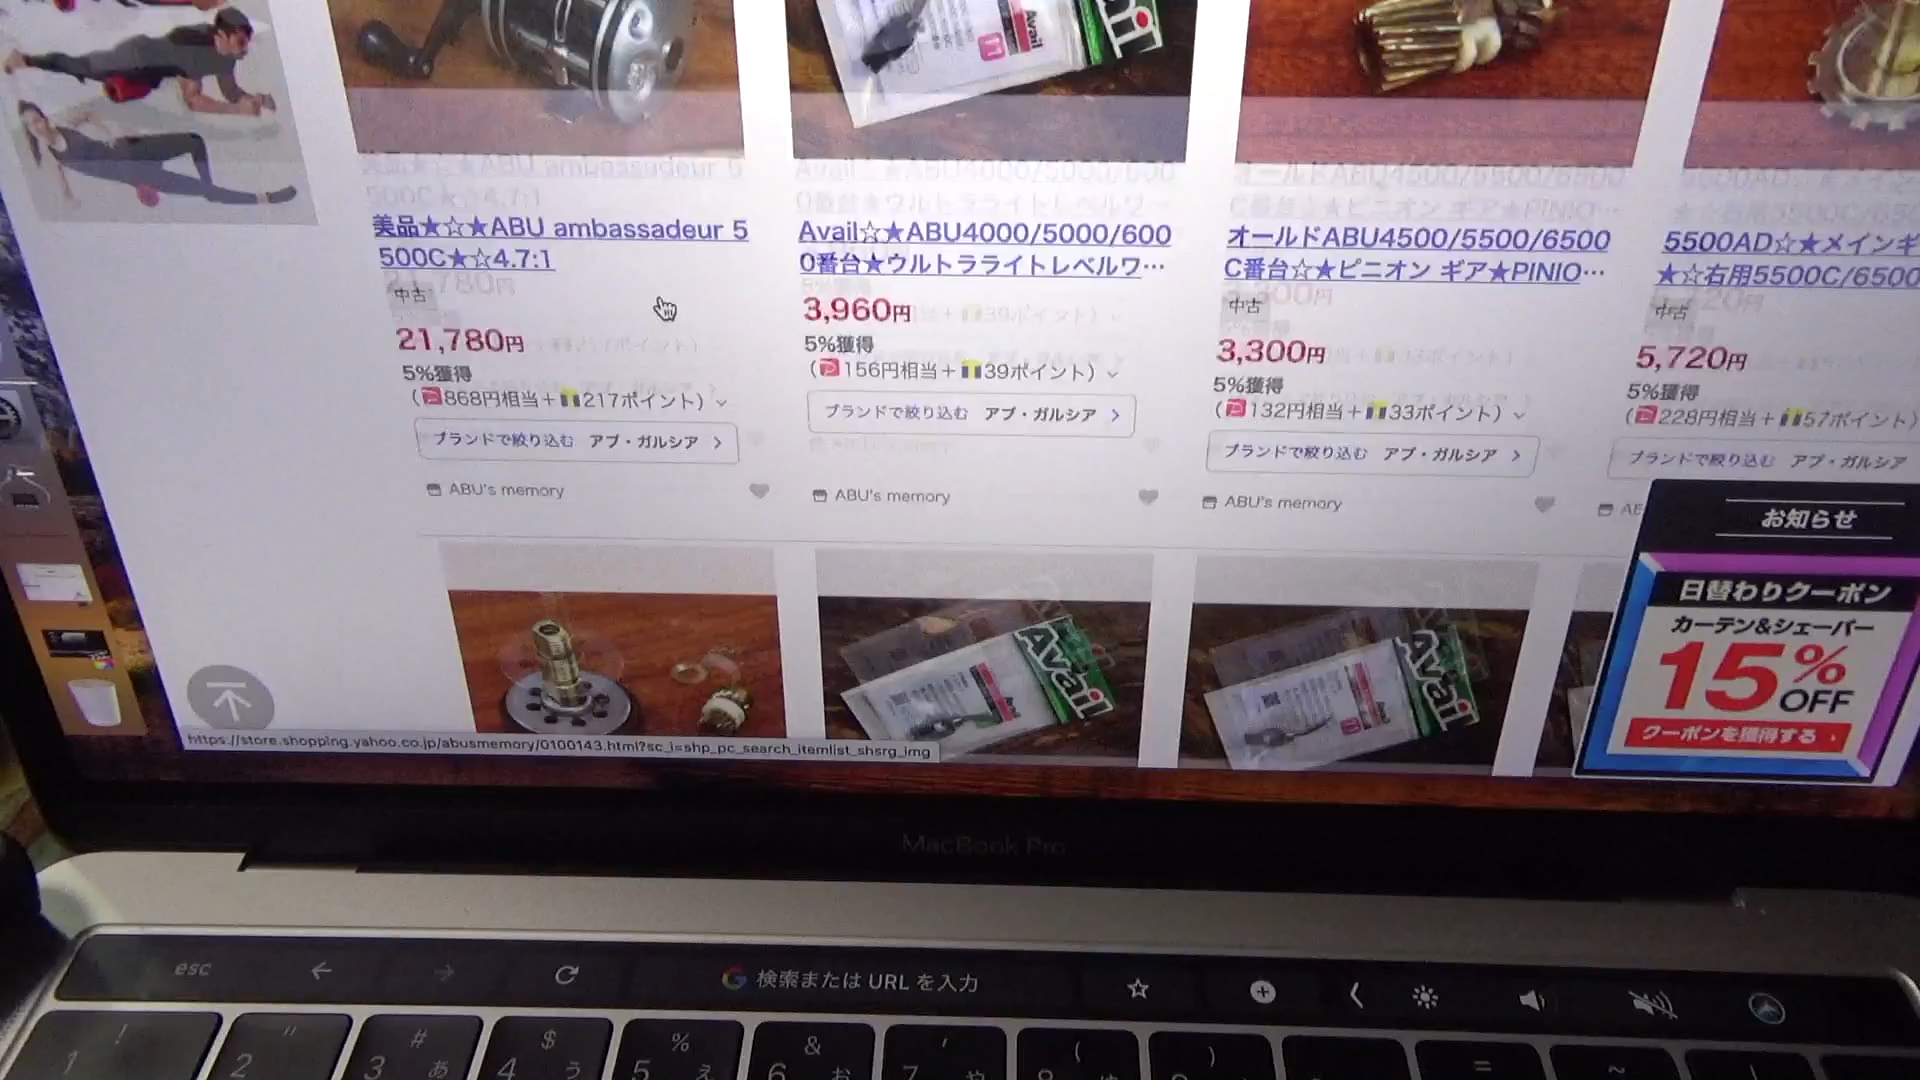 Avail
美品★☆★ABU ambassadeur 5
500C★☆4.7:1
中古
21,780円
5%獲得
(868円相当+217ポイント)
ブランドで絞り込む アブ・ガルシア
ABU's memory
Avail☆★ABU4000/5000/600
0番台★ウルトラライトレベルワ…
3,960円
5%獲得
(156円相当+39ポイント)
ブランドで絞り込む アブ・ガルシア
ABU's memory
オールドABU4500/5500/6500
C番台☆★ピニオン ギア★PINIO…
中古
3,300円
5%獲得
(132円相当+33ポイント)
ブランドで絞り込む アブ・ガルシア
ABU's memory
5500AD☆★メインギ
★☆右用5500C/6500
中古
5,720円
5%獲得
(228円相当+57ポイント)
ブランドで絞り込む アブ・ガルシア
Avail
Avail
お知らせ
日替わりクーポン
カーテン&シェーバー
15%
OFF
クーポンを獲得する
https://store.shopping.yahoo.co.jp/abusmemory/0100143.html?sc_i=shp_pc_search_itemlist_shsrg_img
MacBook Pro
esc
検索または URL を入力
! " # $ % & ' ( )
1 2 3 あ 4 う 5 え 6 お 7 や